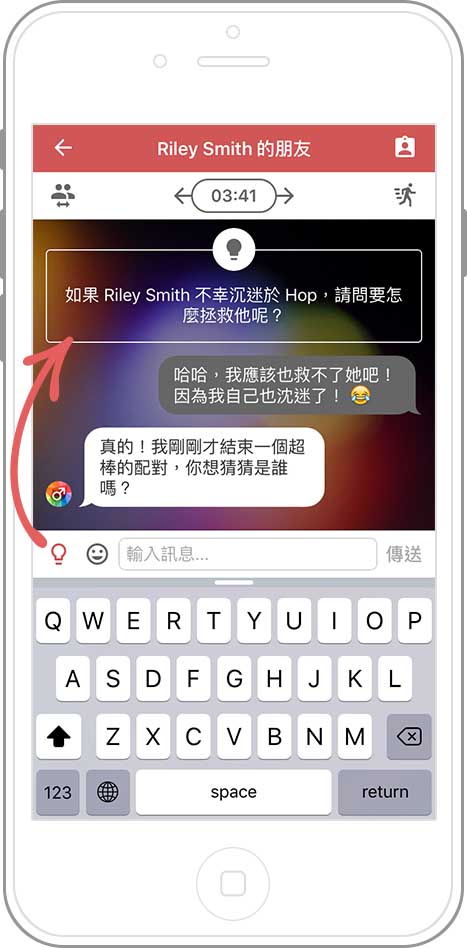 Riley Smith 的朋友
03:41
如果 Riley Smith 不幸沉迷於 Hop，請問要怎
麼拯救他呢？
哈哈，我應該也救不了她吧！
因為我自己也沈迷了！ 😂
真的！我剛剛才結束一個超
棒的配對，你想猜猜是誰
嗎？
輸入訊息... 傳送
Q W E R T Y U I O P
A S D F G H J K L
Z X C V B N M
123 space return